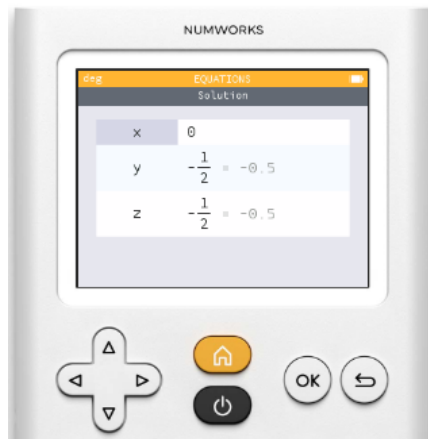 NUMWORKS
deg EQUATIONS
Solution
x 0
y -1/2 = -0.5
z -1/2 = -0.5
OK